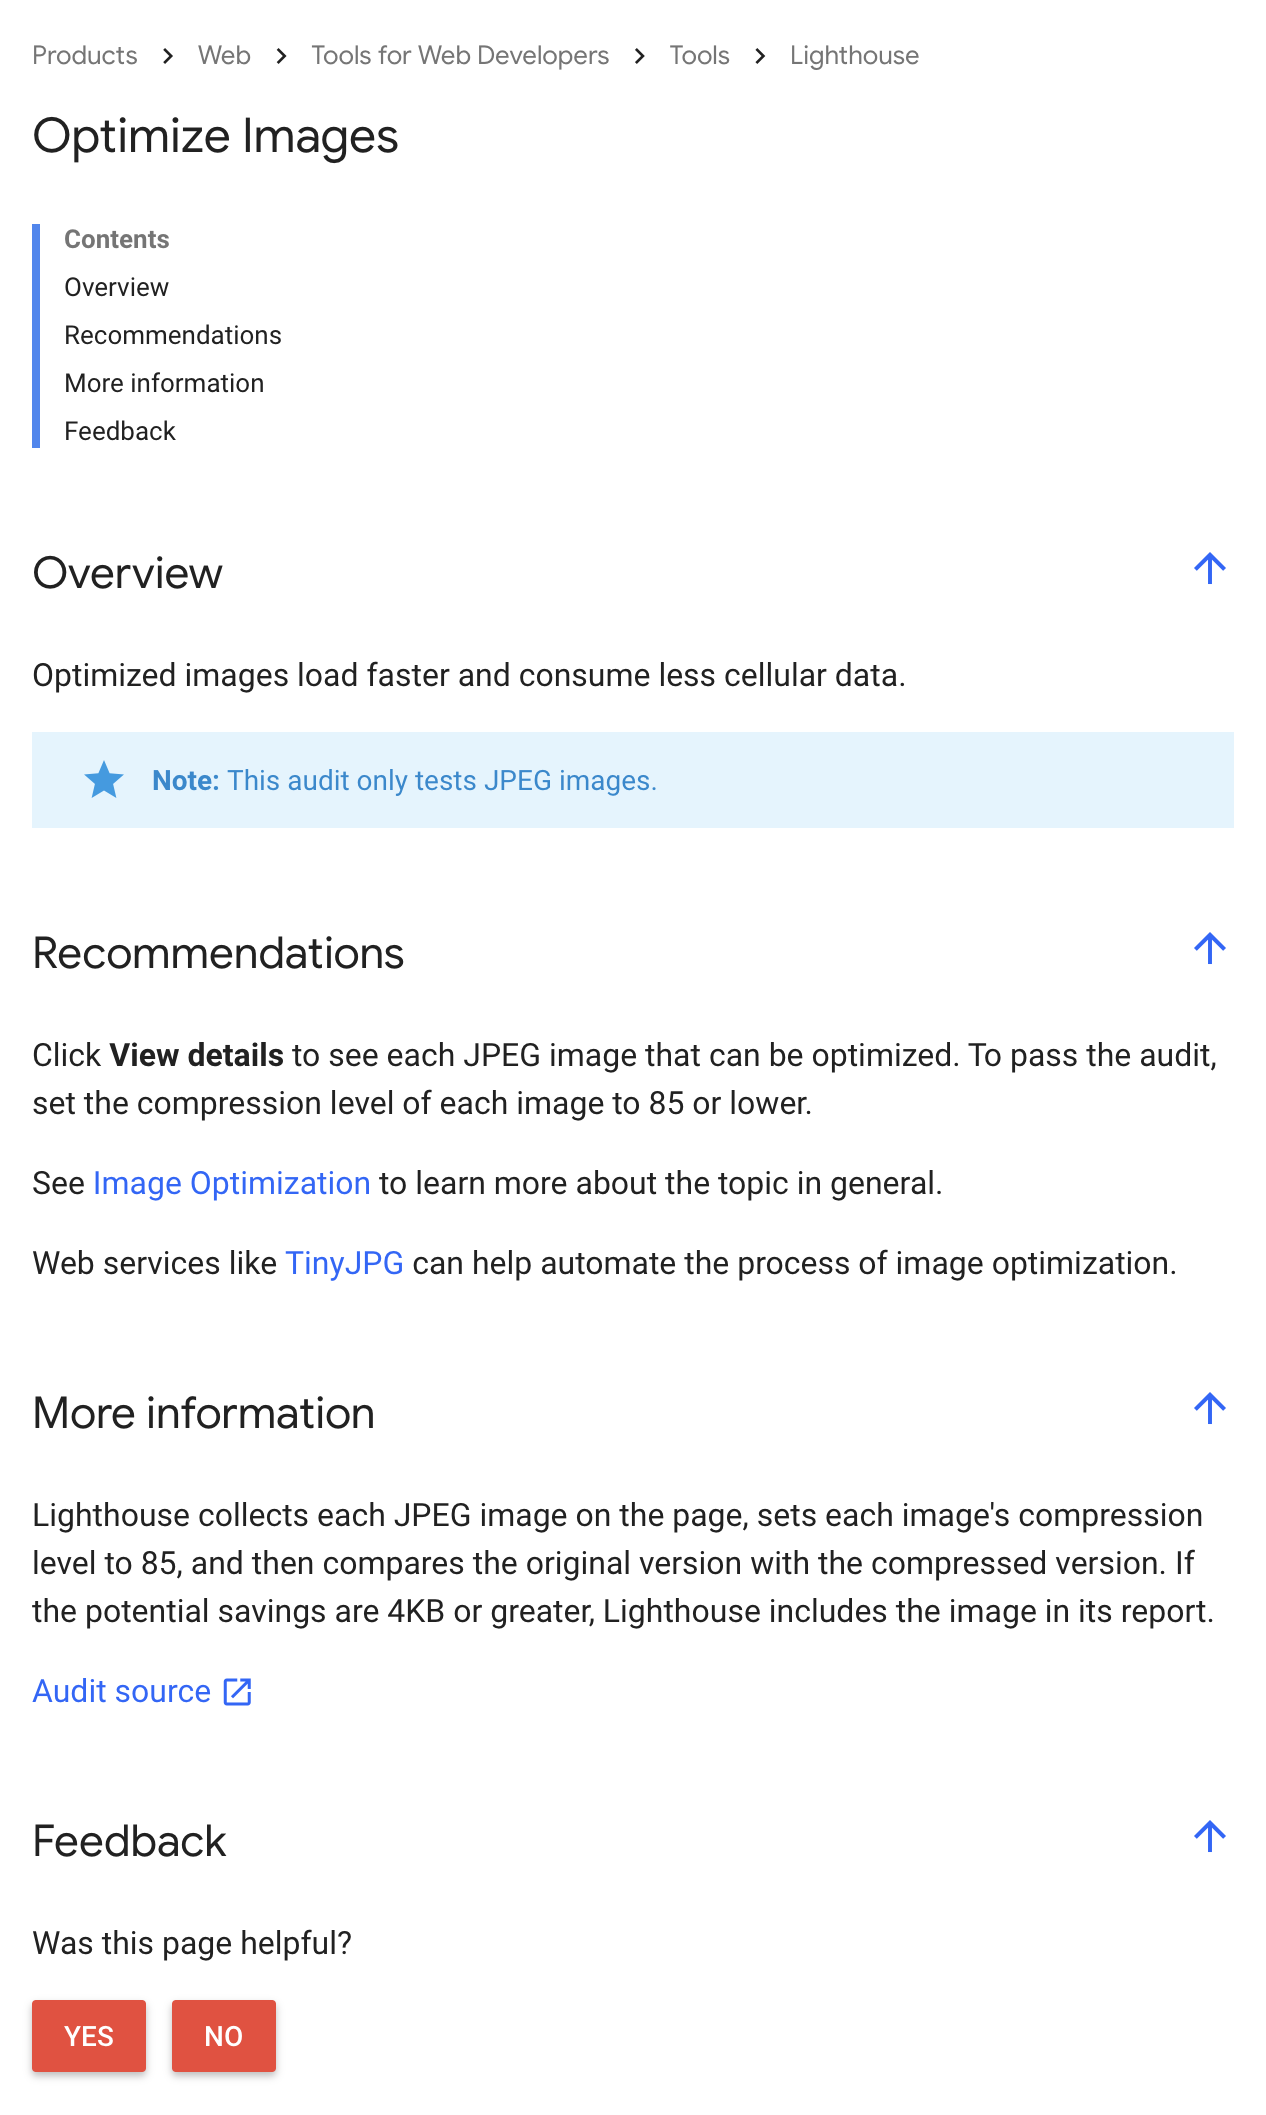 Products > Web > Tools for Web Developers > Tools > Lighthouse
Optimize Images
Contents
Overview
Recommendations
More information
Feedback
Overview
Optimized images load faster and consume less cellular data.
Note: This audit only tests JPEG images.
Recommendations
Click View details to see each JPEG image that can be optimized. To pass the audit,
set the compression level of each image to 85 or lower.
See Image Optimization to learn more about the topic in general.
Web services like TinyJPG can help automate the process of image optimization.
More information
Lighthouse collects each JPEG image on the page, sets each image's compression
level to 85, and then compares the original version with the compressed version. If
the potential savings are 4KB or greater, Lighthouse includes the image in its report.
Audit source
Feedback
Was this page helpful?
YES NO